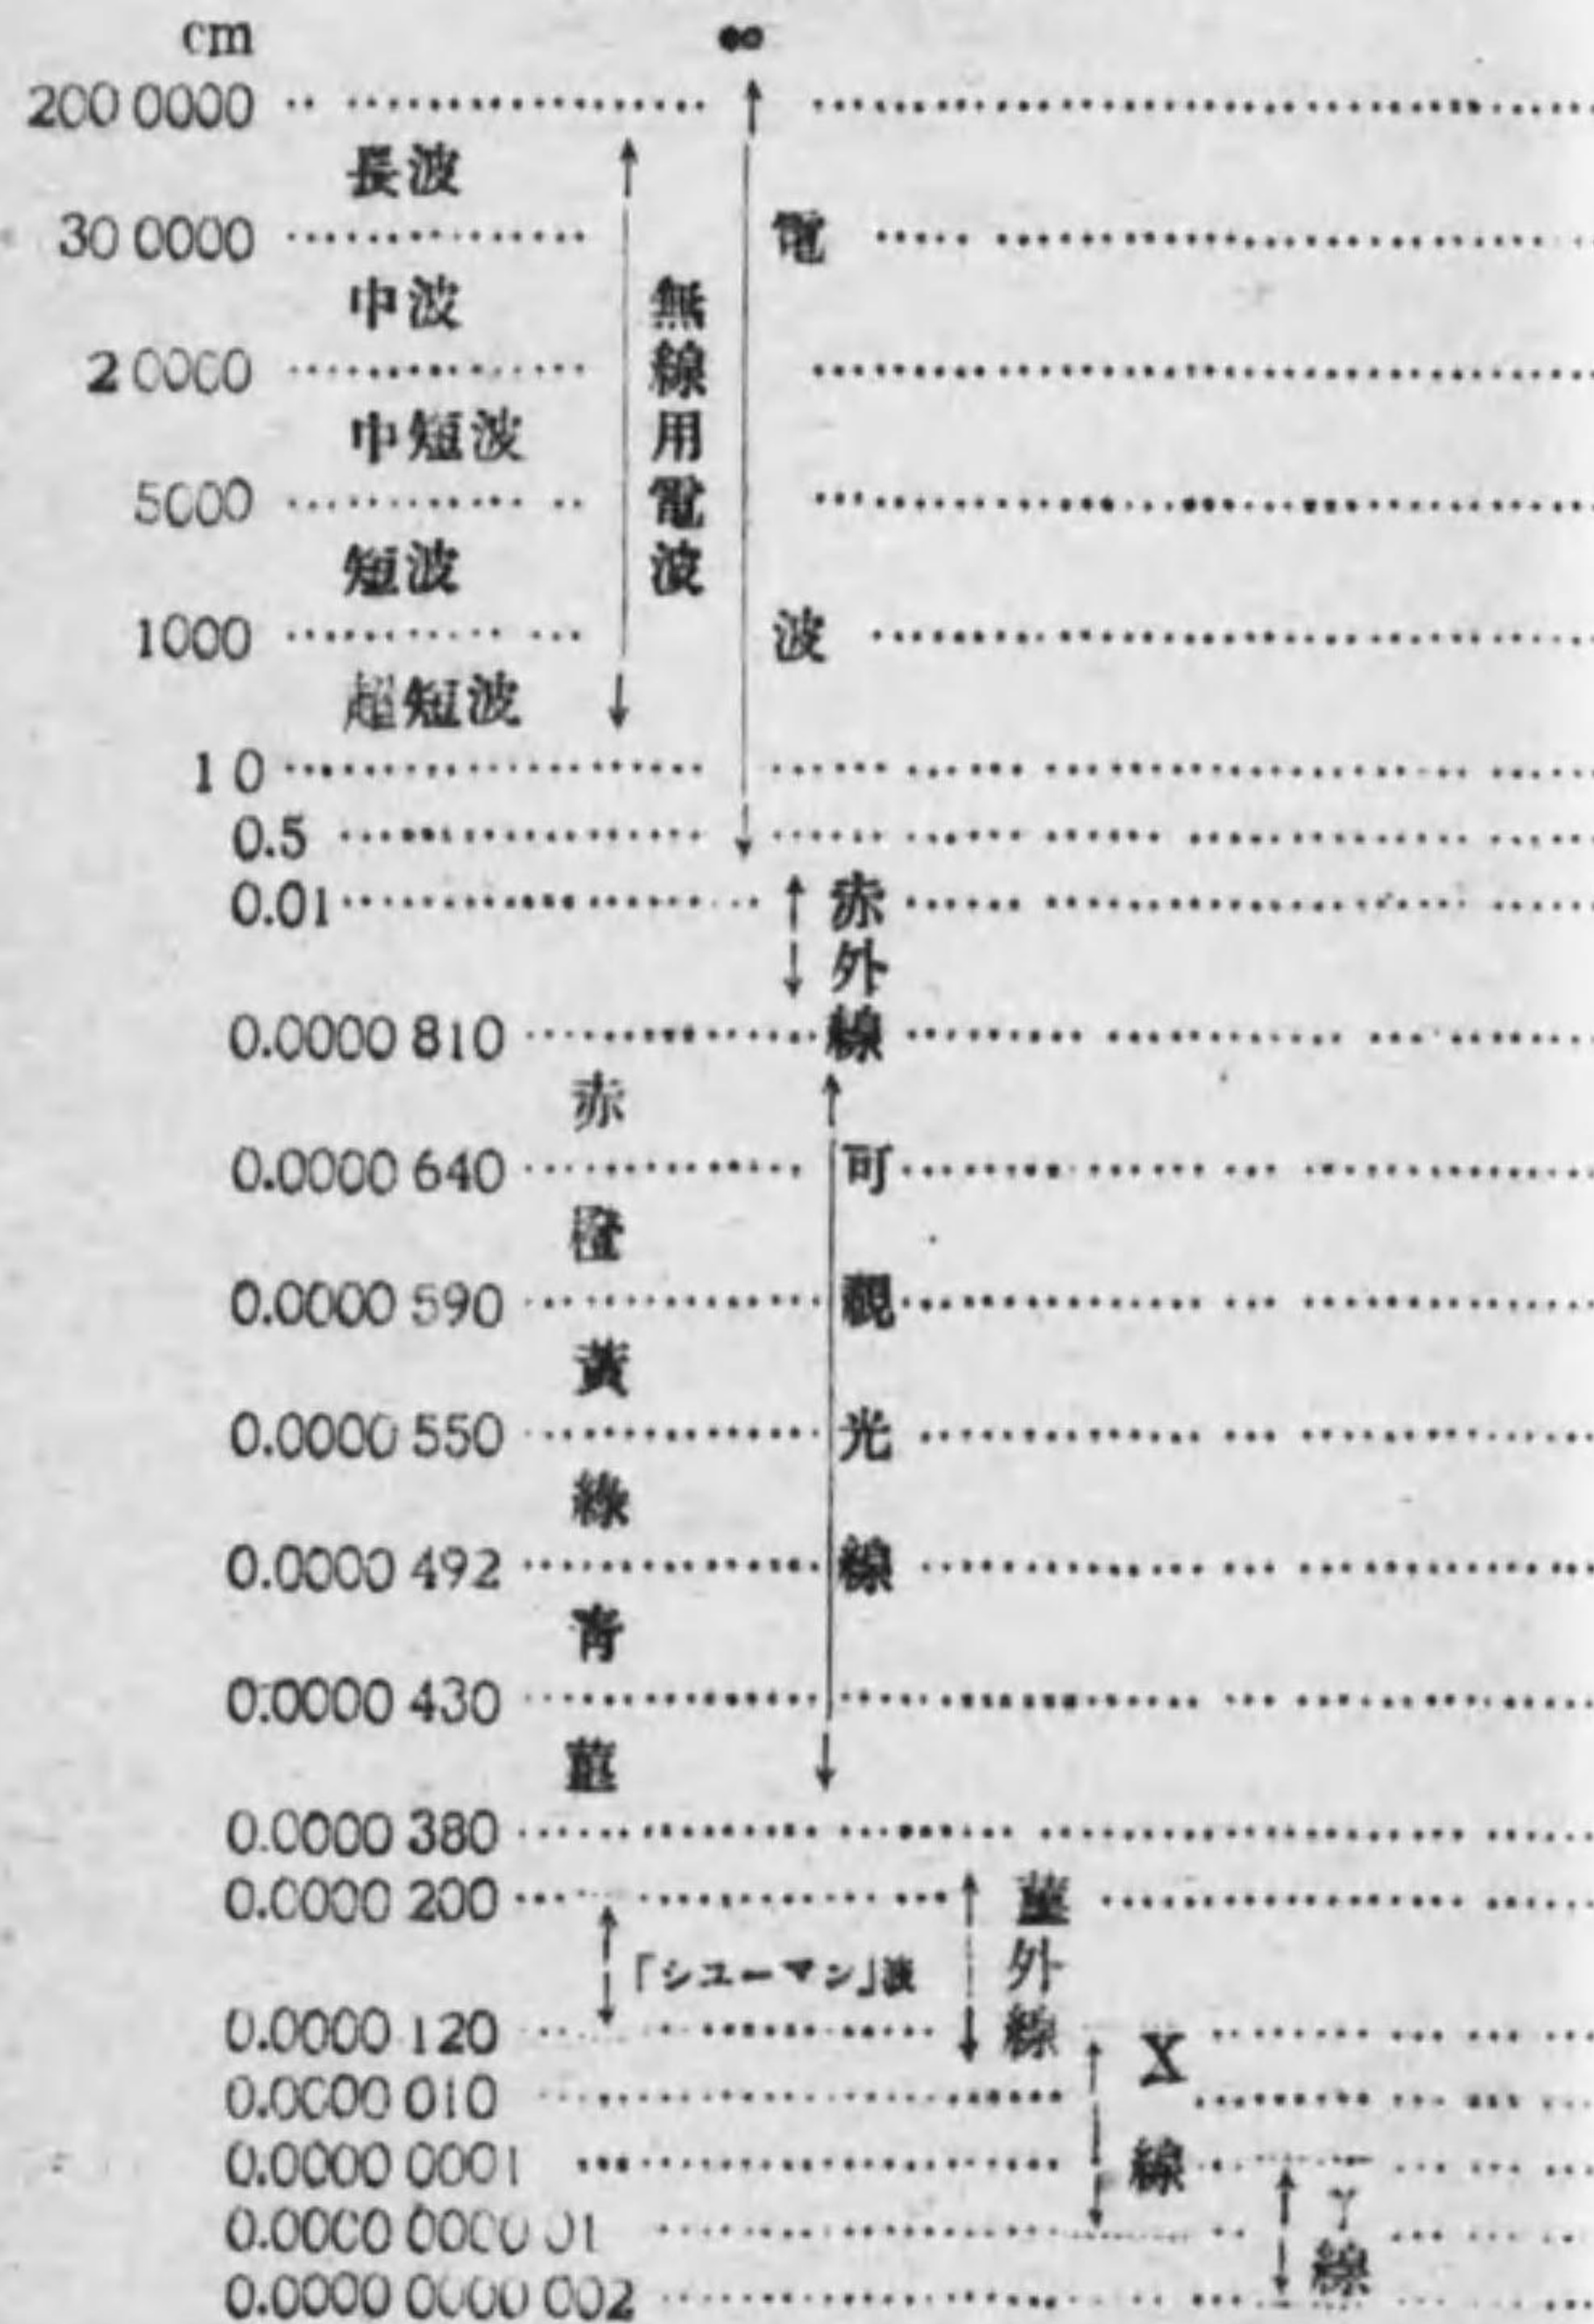 cm ∞
200 0000
長波
30 0000
中波
2 0000
中短波
5000
短波
1000
超短波
10
0.5
0.01
0.0000 810
赤
0.0000 640
橙
0.0000 590
黃
0.0000 550
綠
0.0000 492
青
0.0000 430
菫
0.0000 380
0.0000 200
「シユーマン」波
0.0000 120
0.0000 010
0.0000 0001
0.0000 0000 01
0.0000 0000 002
無線用電波
電波
赤外線
可視光線
菫外線
X線
γ線